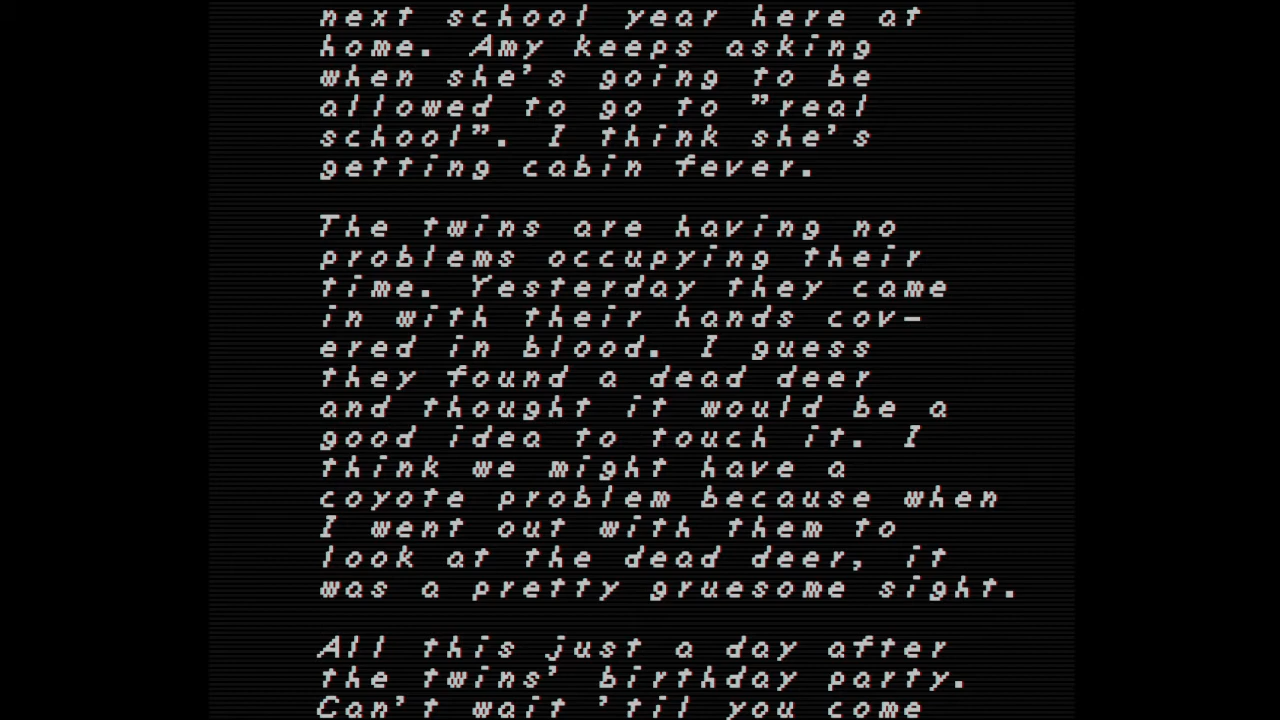 next school year here at
home. Amy keeps asking
when she's going to be
allowed to go to "real
school". I think she's
getting cabin fever.
The twins are having no
problems occupying their
time. Yesterday they came
in with their hands cov-
ered in blood. I guess
they found a dead deer
and thought it would be a
good idea to touch it. I
think we might have a
coyote problem because when
I went out with them to
look at the dead deer, it
was a pretty gruesome sight.
All this just a day after
the twins' birthday party.
Can't wait 'til you come